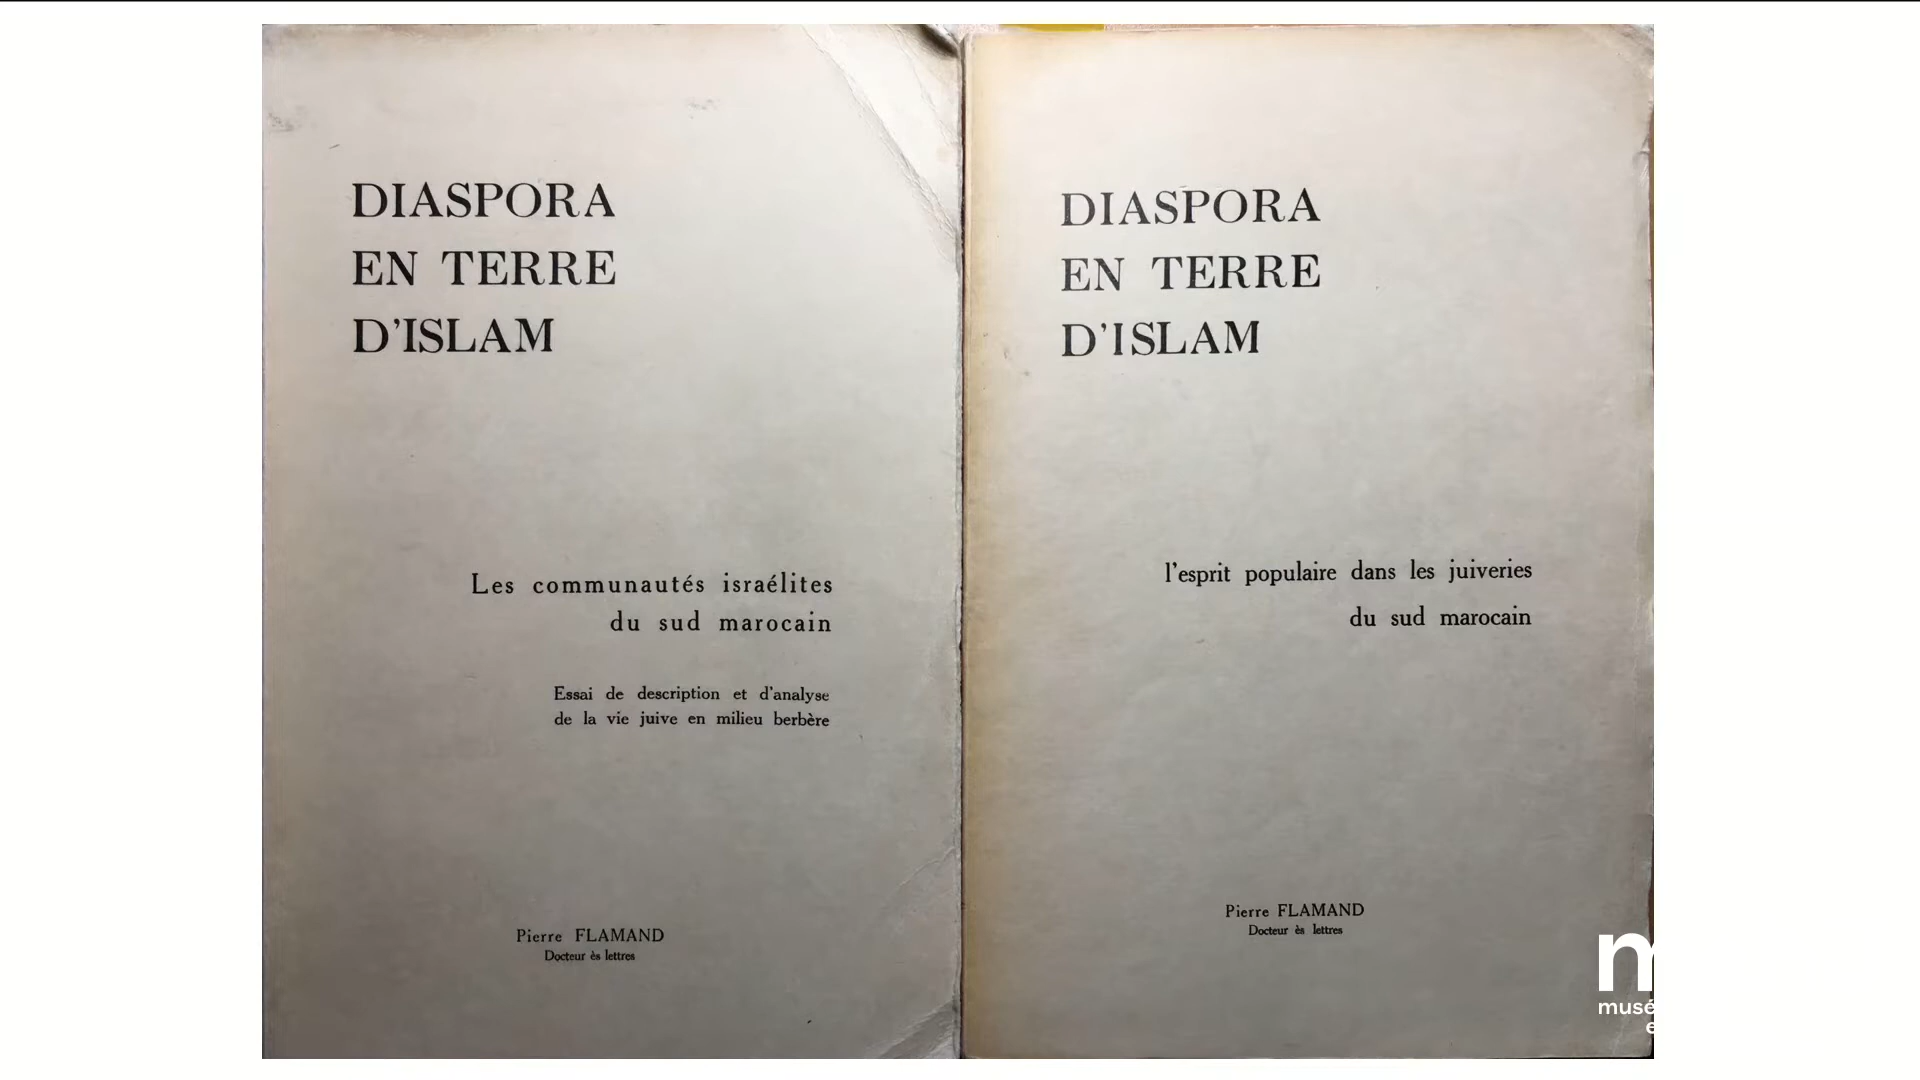 DIASPORA
EN TERRE
D'ISLAM
Les communautés israélites
du sud marocain
Essai de description et d'analyse
de la vie juive en milieu berbère
Pierre FLAMAND
Docteur ès lettres
DIASPORA
EN TERRE
D'ISLAM
l'esprit populaire dans les juiveries
du sud marocain
Pierre FLAMAND
Docteur ès lettres